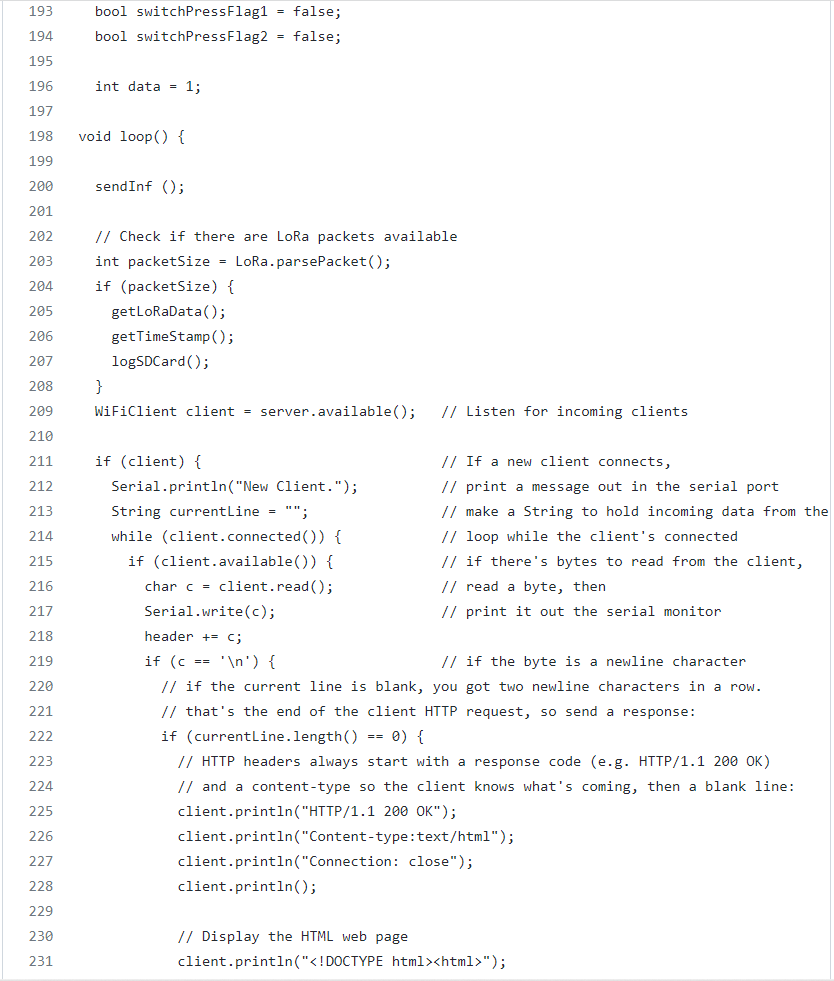 193 bool switchPressFlag1 = false;
194 bool switchPressFlag2 = false;
195
196 int data = 1;
197
198 void loop() {
199
200 sendInf ();
201
202 // Check if there are LoRa packets available
203 int packetSize = LoRa.parsePacket();
204 if (packetSize) {
205 getLoRaData();
206 getTimeStamp();
207 logSDCard();
208 }
209 WiFiClient client = server.available(); // Listen for incoming clients
210
211 if (client) { // If a new client connects,
212 Serial.println("New Client."); // print a message out in the serial port
213 String currentLine = ""; // make a String to hold incoming data from the
214 while (client.connected()) { // loop while the client's connected
215 if (client.available()) { // if there's bytes to read from the client,
216 char c = client.read(); // read a byte, then
217 Serial.write(c); // print it out the serial monitor
218 header += c;
219 if (c == '\n') { // if the byte is a newline character
220 // if the current line is blank, you got two newline characters in a row.
221 // that's the end of the client HTTP request, so send a response:
222 if (currentLine.length() == 0) {
223 // HTTP headers always start with a response code (e.g. HTTP/1.1 200 OK)
224 // and a content-type so the client knows what's coming, then a blank line:
225 client.println("HTTP/1.1 200 OK");
226 client.println("Content-type:text/html");
227 client.println("Connection: close");
228 client.println();
229
230 // Display the HTML web page
231 client.println("<!DOCTYPE html><html>");